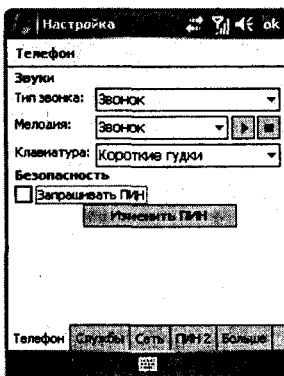 Настройка ok
Телефон
Звуки
Тип звонка: Звонок
Мелодия: Звонок
Клавиатура: Короткие гудки
Безопасность
Запрашивать ПИН
Изменить ПИН
Телефон Службы Сеть ПИН 2 Больше